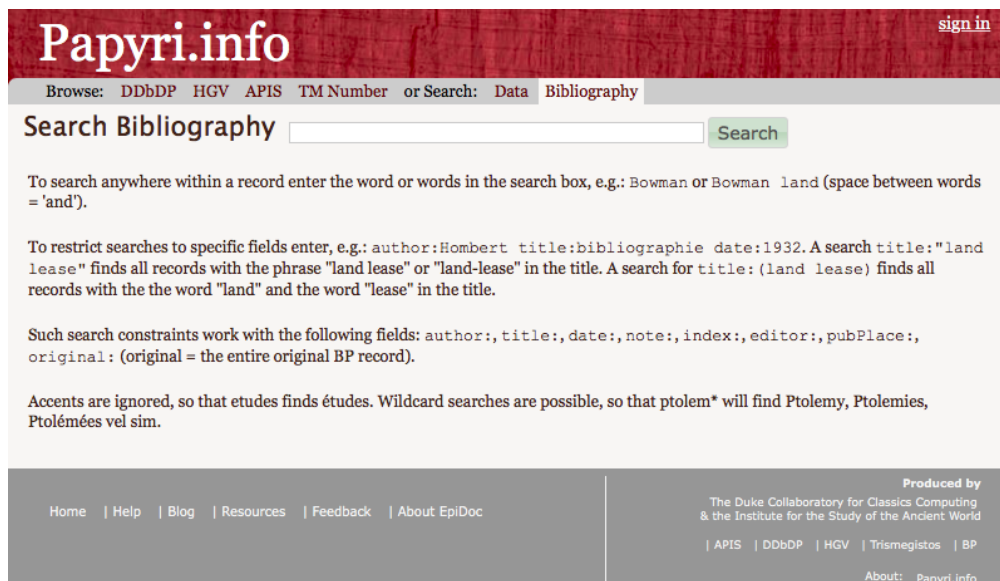 Papyri.info
sign in
Browse: DDbDP HGV APIS TM Number or Search: Data Bibliography
Search Bibliography Search
To search anywhere within a record enter the word or words in the search box, e.g.: Bowman or Bowman land (space between words
= 'and').
To restrict searches to specific fields enter, e.g.: author:Hombert title:bibliographie date:1932. A search title:"land
lease" finds all records with the phrase "land lease" or "land-lease" in the title. A search for title:(land lease) finds all
records with the the word "land" and the word "lease" in the title.
Such search constraints work with the following fields: author:, title:, date:, note:, index:, editor:, pubPlace:,
original: (original = the entire original BP record).
Accents are ignored, so that etudes finds études. Wildcard searches are possible, so that ptolem* will find Ptolemy, Ptolemies,
Ptolémées vel sim.
Home | Help | Blog | Resources | Feedback | About EpiDoc
Produced by
The Duke Collaboratory for Classics Computing
& the Institute for the Study of the Ancient World
| APIS | DDbDP | HGV | Trismegistos | BP
About: Papyri.info